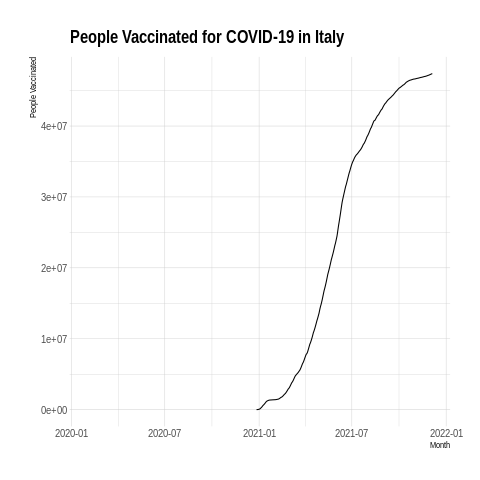 People Vaccinated for COVID-19 in Italy
People Vaccinated
4e+07
3e+07
2e+07
1e+07
0e+00
2020-01 2020-07 2021-01 2021-07 2022-01
Month